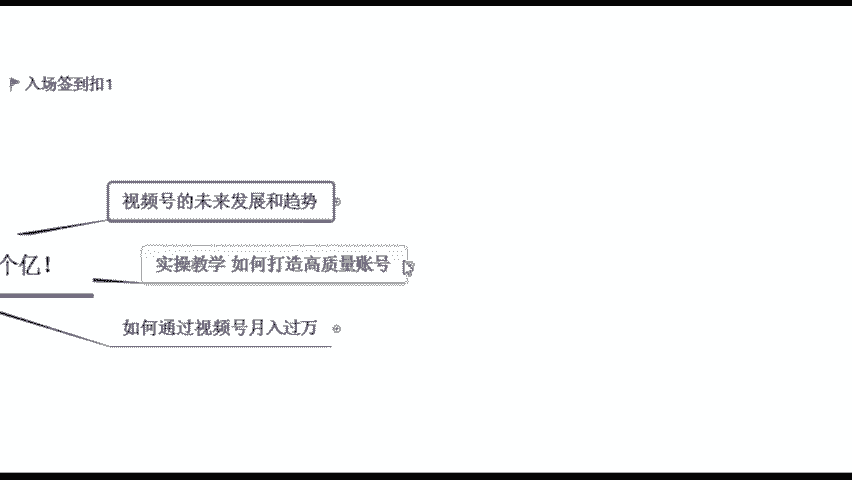 入场签到扣1
视频号的未来发展和趋势
个亿！
实操教学 如何打造高质量账号
如何通过视频号月入过万